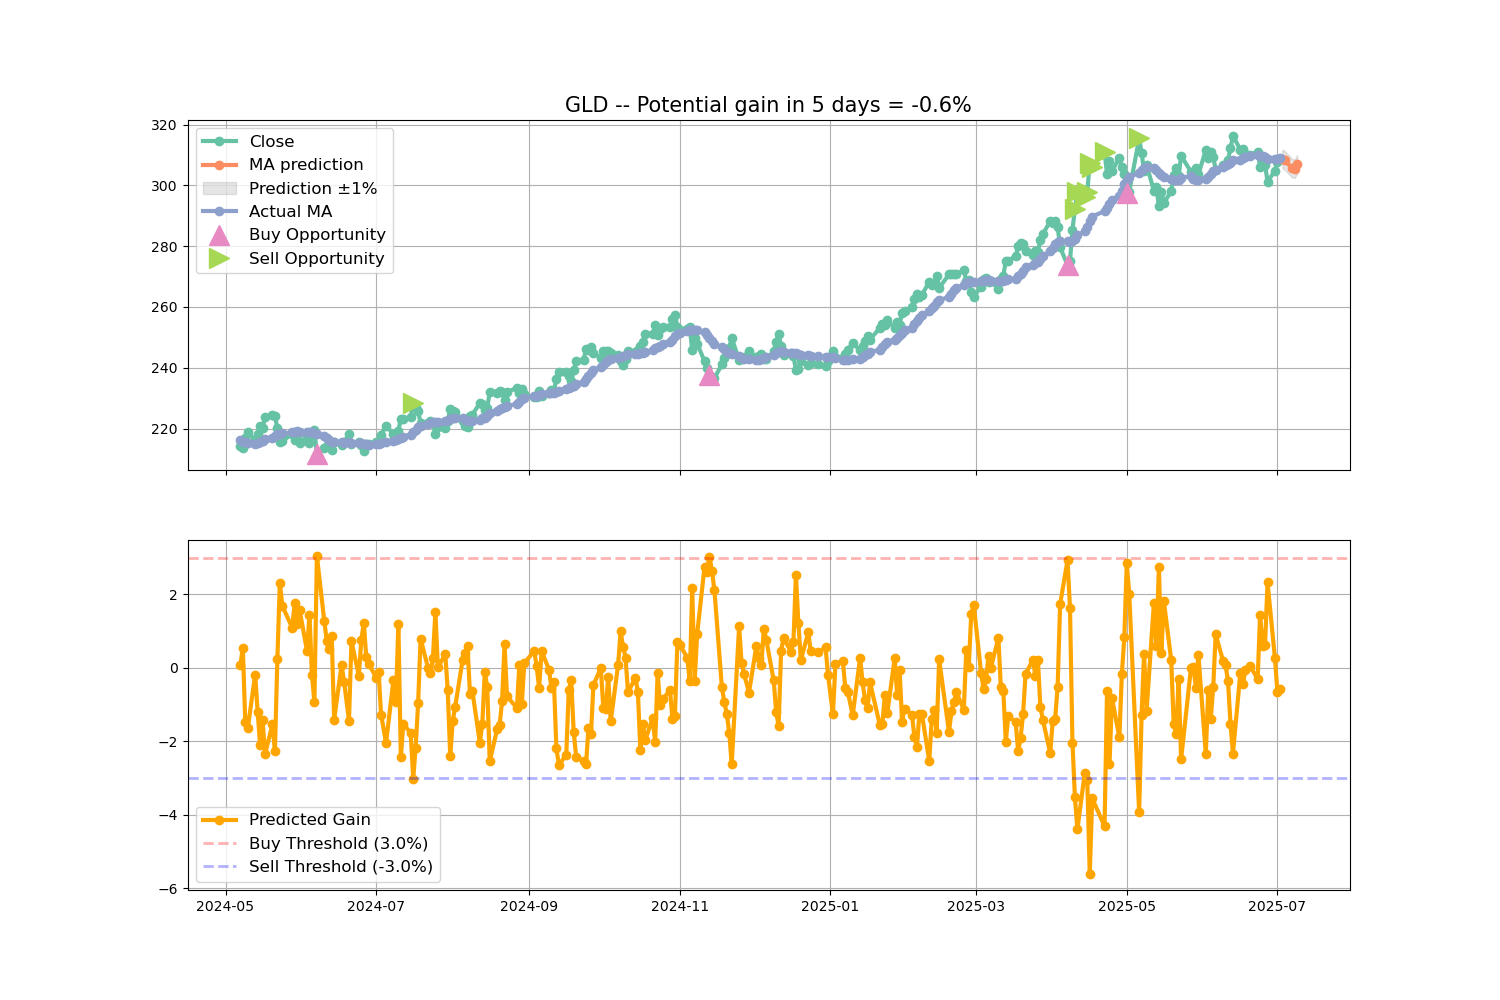 GLD -- Potential gain in 5 days = -0.6%
320
300
280
260
240
220
Close
MA prediction
Prediction ±1%
Actual MA
Buy Opportunity
Sell Opportunity
2
0
−2
−4
−6
Predicted Gain
Buy Threshold (3.0%)
Sell Threshold (-3.0%)
2024-05
2024-07
2024-09
2024-11
2025-01
2025-03
2025-05
2025-07